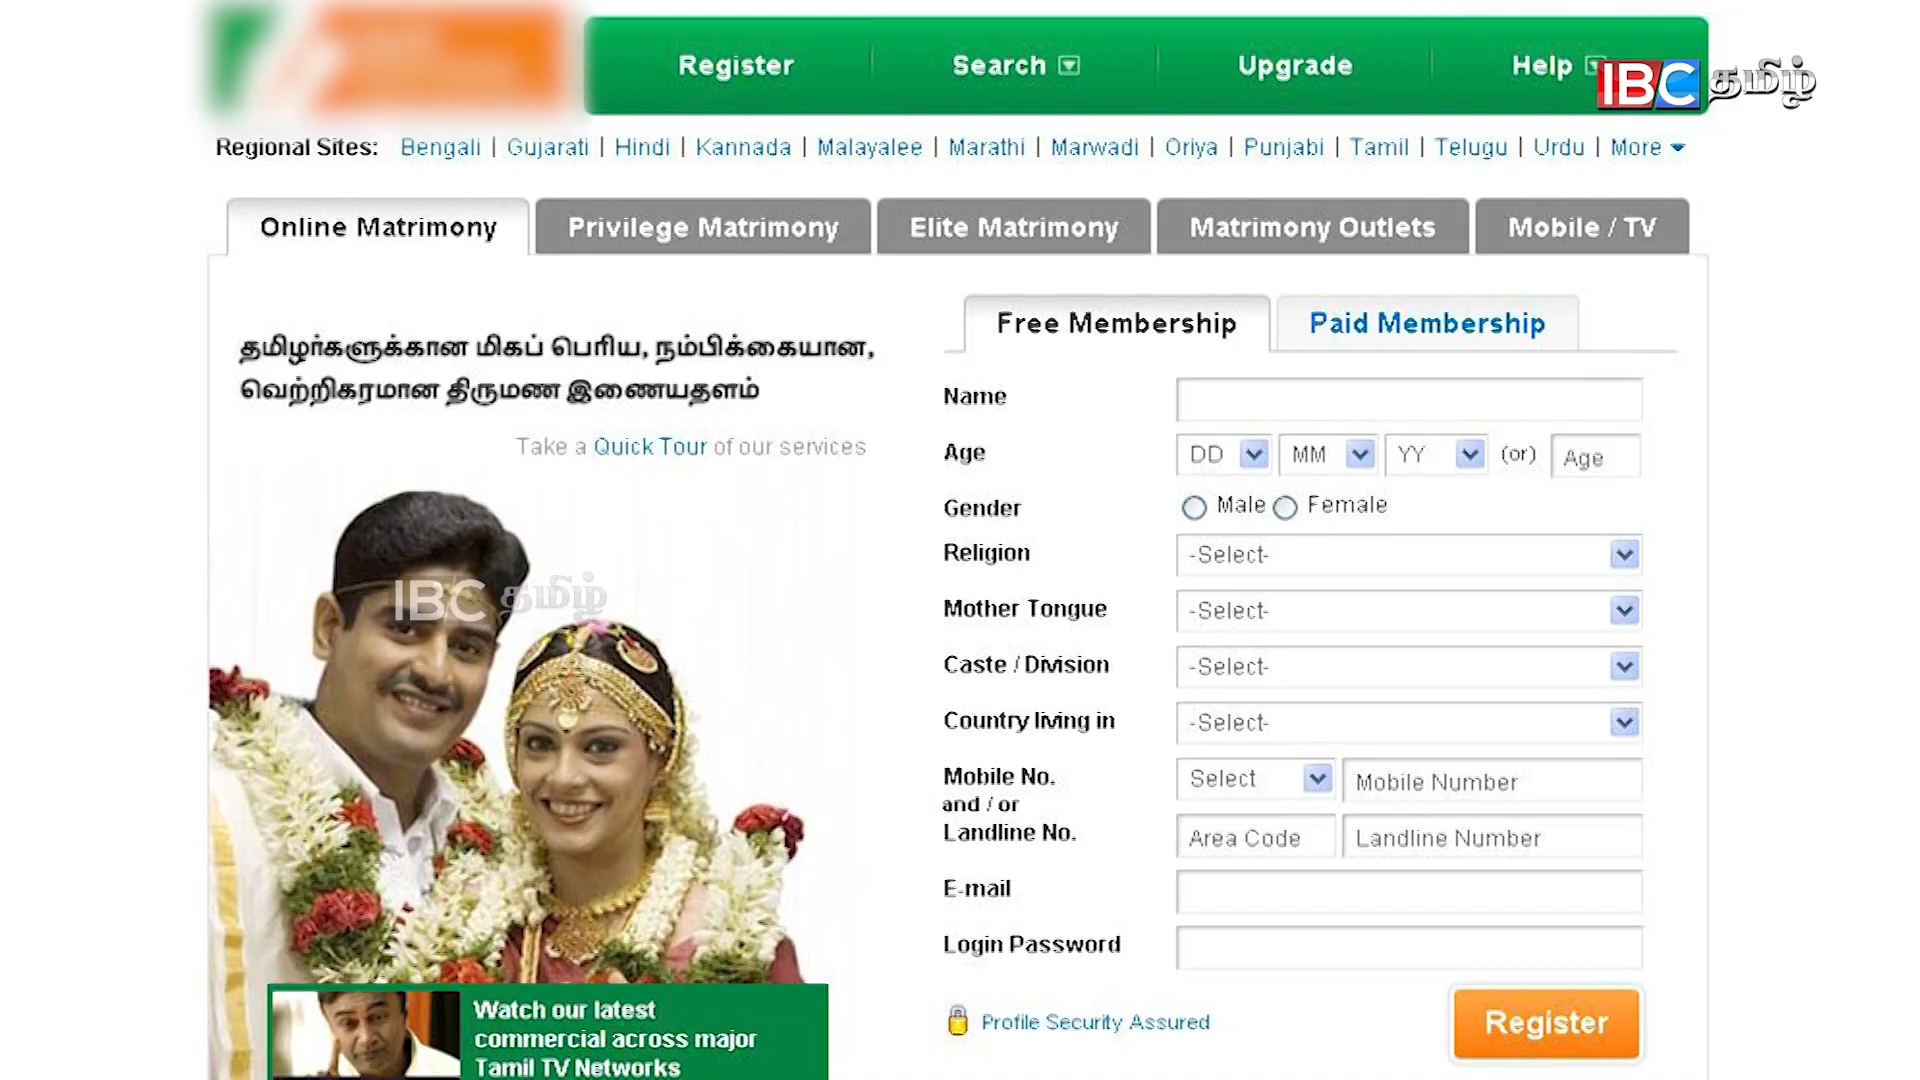 Register
Search
Upgrade
Help
IBC தமிழ்
Regional Sites: Bengali | Gujarati | Hindi | Kannada | Malayalee | Marathi | Marwadi | Oriya | Punjabi | Tamil | Telugu | Urdu | More
Online Matrimony
Privilege Matrimony
Elite Matrimony
Matrimony Outlets
Mobile / TV
தமிழர்களுக்கான மிகப் பெரிய, நம்பிக்கையான,
வெற்றிகரமான திருமண இணையதளம்
Take a Quick Tour of our services
IBC தமிழ்
Watch our latest
commercial across major
Tamil TV Networks
Free Membership
Paid Membership
Name
Age DD MM YY (or) Age
Gender Male Female
Religion -Select-
Mother Tongue -Select-
Caste / Division -Select-
Country living in -Select-
Mobile No. Select Mobile Number
and / or
Landline No. Area Code Landline Number
E-mail
Login Password
Profile Security Assured
Register